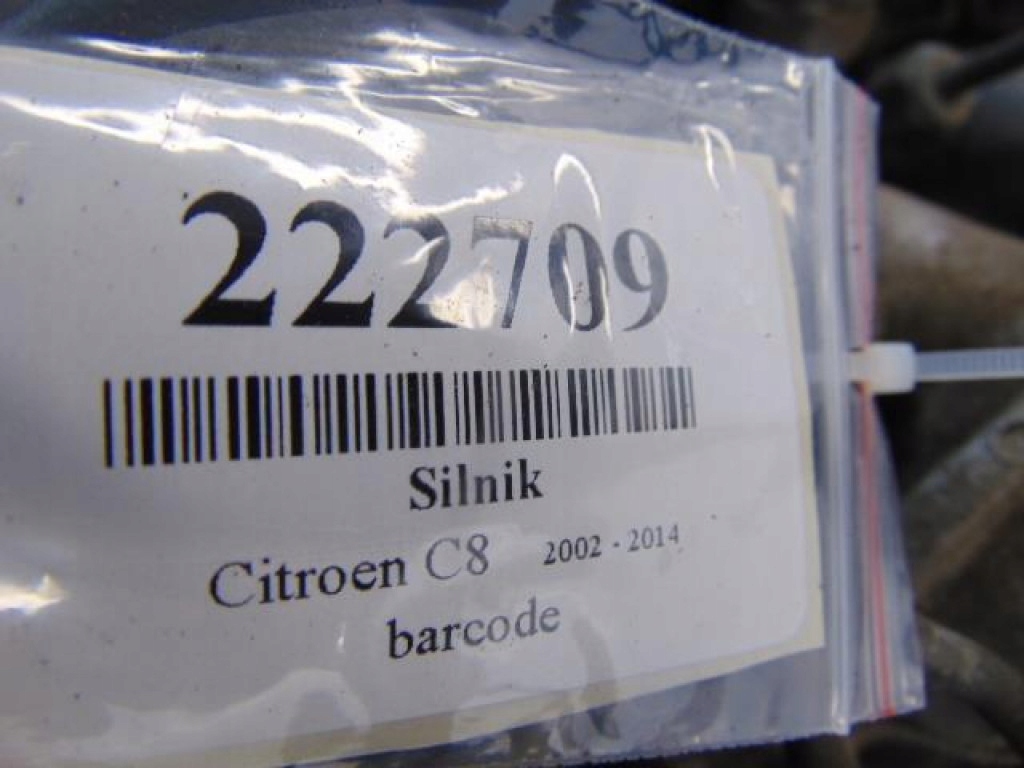 222709
Silnik
Citroen C8 2002 - 2014
barcode